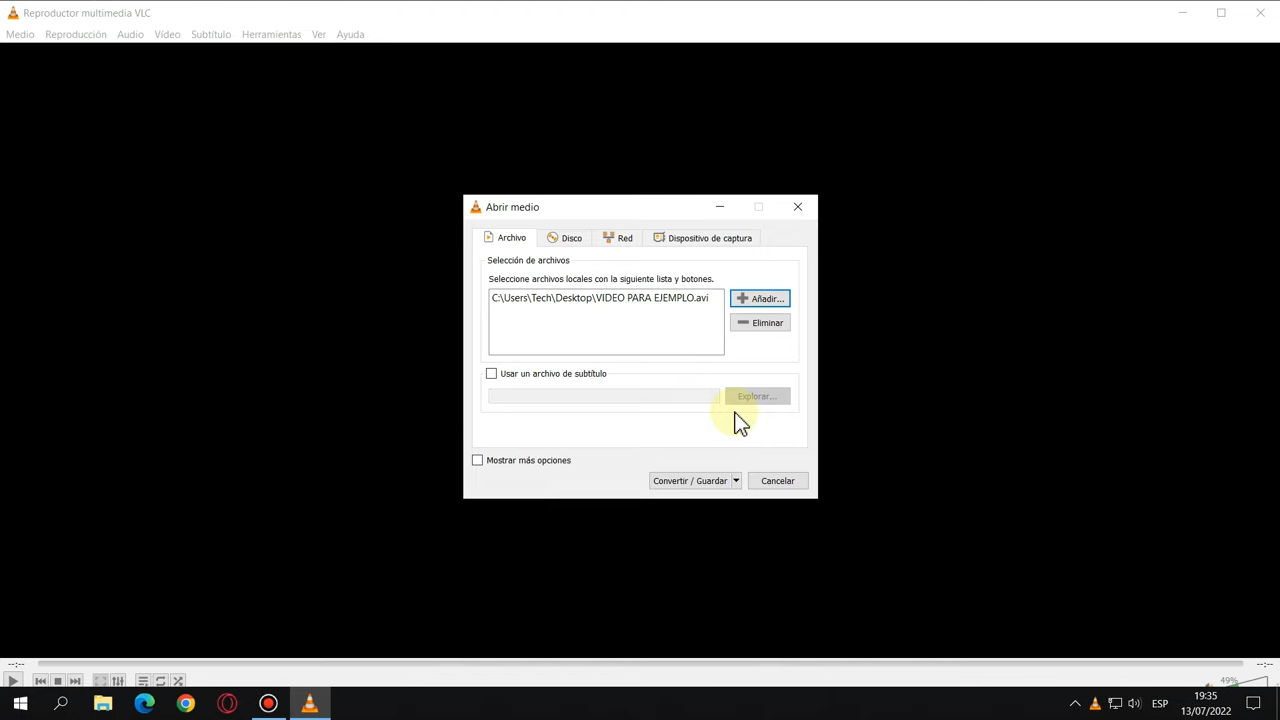 Reproductor multimedia VLC
Medio Reproducción Audio Vídeo Subtítulo Herramientas Ver Ayuda
Abrir medio
Archivo Disco Red Dispositivo de captura
Selección de archivos
Seleccione archivos locales con la siguiente lista y botones.
C:\Users\Tech\Desktop\VIDEO PARA EJEMPLO.avi
Añadir...
Eliminar
Usar un archivo de subtítulo
Explorar...
Mostrar más opciones
Convertir / Guardar Cancelar
--:-- --:--
49%
ESP
19:35
13/07/2022